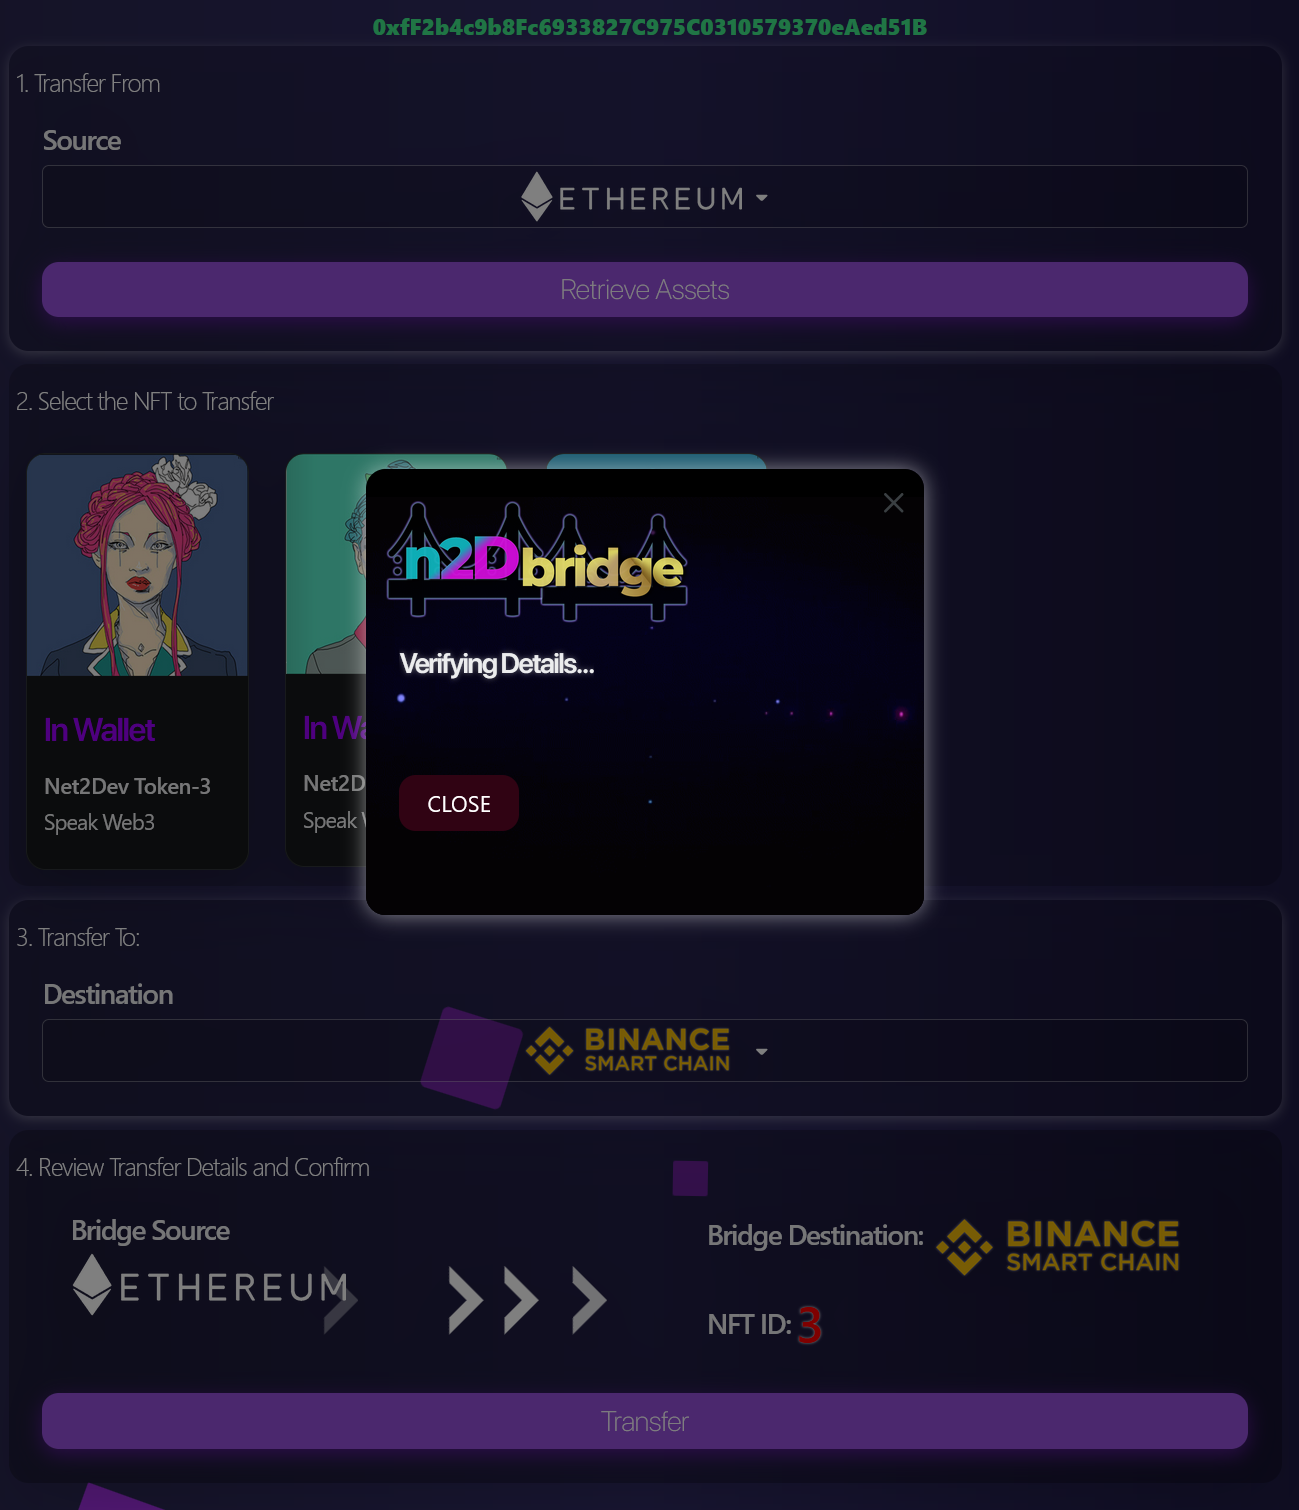 0xfF2b4c9b8Fc6933827C975C0310579370eAed51B
1. Transfer From
Source
ETHEREUM
Retrieve Assets
2. Select the NFT to Transfer
In Wallet
Net2Dev Token-3
Speak Web3
In Wa
Net2D
Speak
n2Dbridge
Verifying Details...
CLOSE
3. Transfer To:
Destination
BINANCE
SMART CHAIN
4. Review Transfer Details and Confirm
Bridge Source
ETHEREUM
Bridge Destination:
BINANCE
SMART CHAIN
NFT ID: 3
Transfer